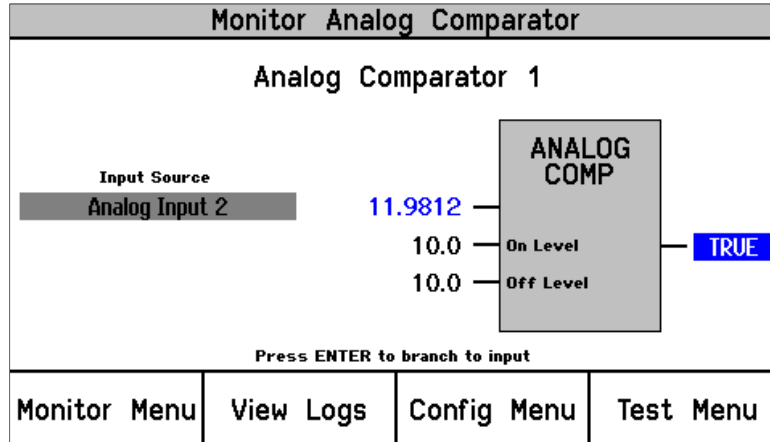 Monitor Analog Comparator
Analog Comparator 1
ANALOG
COMP
Input Source
Analog Input 2
11.9812
10.0 On Level
TRUE
10.0 Off Level
Press ENTER to branch to input
Monitor Menu View Logs Config Menu Test Menu